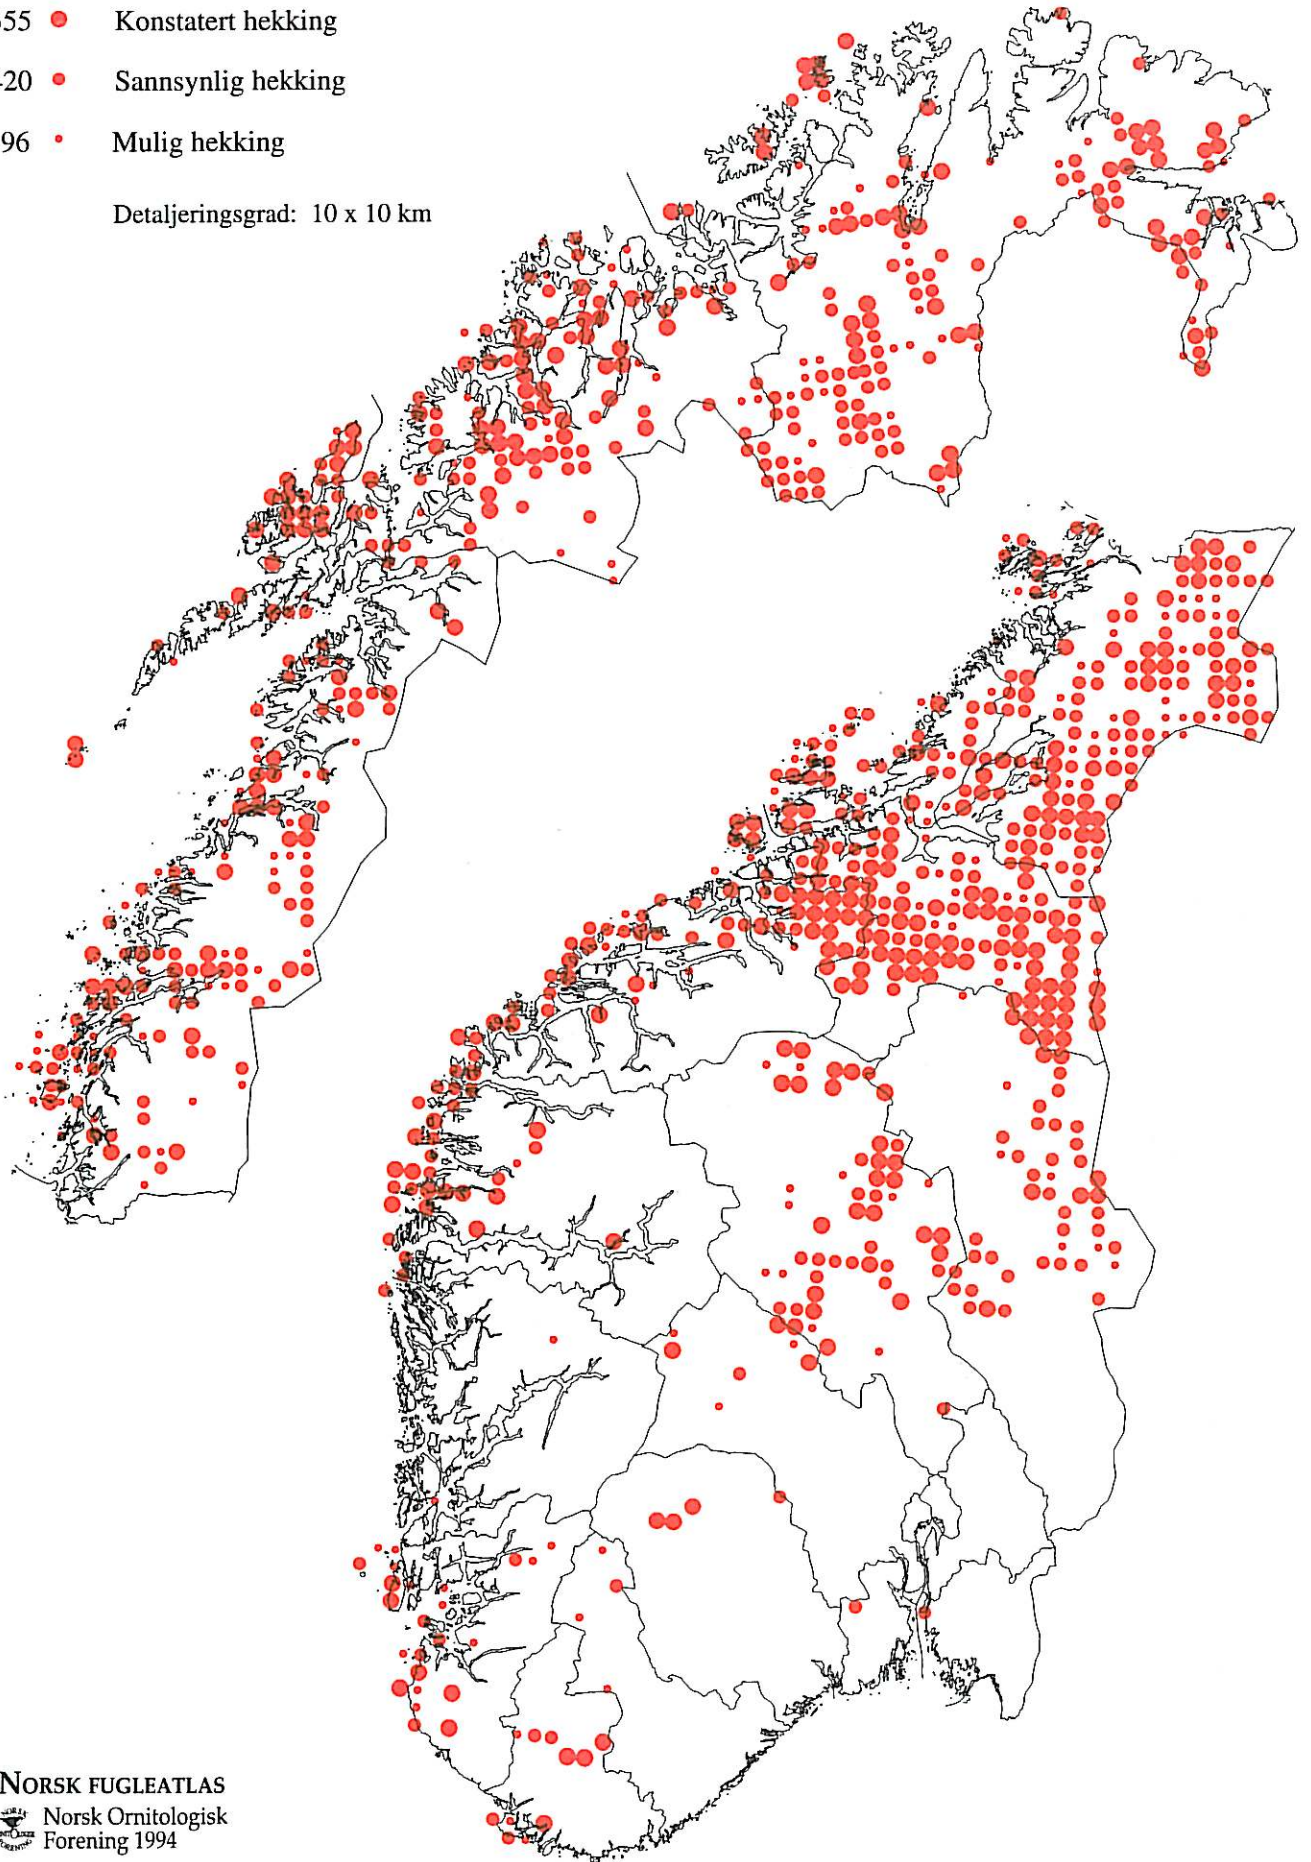 55 Konstatert hekking
20 Sannsynlig hekking
96 Mulig hekking
Detaljeringsgrad: 10 x 10 km
NORSK FUGLEATLAS
Norsk Ornitologisk
Forening 1994